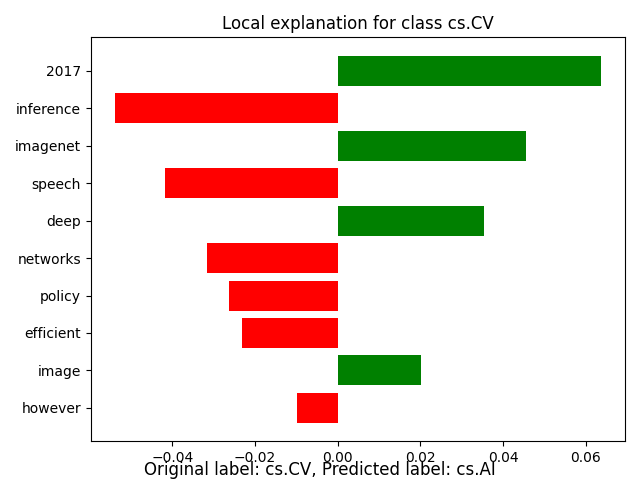 Local explanation for class cs.CV
2017
inference
imagenet
speech
deep
networks
policy
efficient
image
however
−0.04 −0.02 0.00 0.02 0.04 0.06
Original label: cs.CV, Predicted label: cs.AI